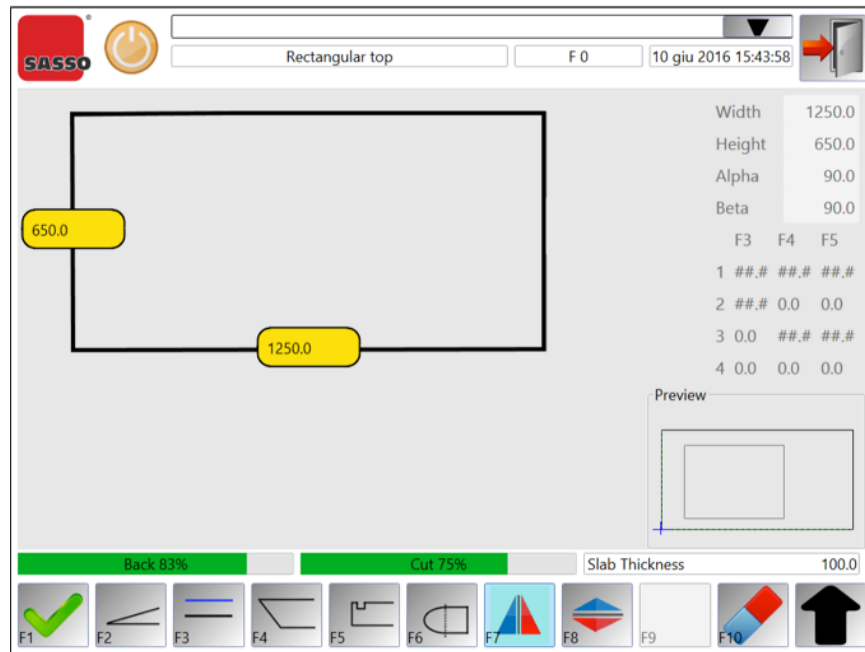 SASSO
Rectangular top F 0 10 giu 2016 15:43:58
Width 1250.0
Height 650.0
Alpha 90.0
Beta 90.0
F3 F4 F5
1 ##.# ##.# ##.#
2 ##.# 0.0 0.0
3 0.0 ##.# ##.#
4 0.0 0.0 0.0
650.0
1250.0
Preview
Back 83% Cut 75% Slab Thickness 100.0
F1 F2 F3 F4 F5 F6 F7 F8 F9 F10